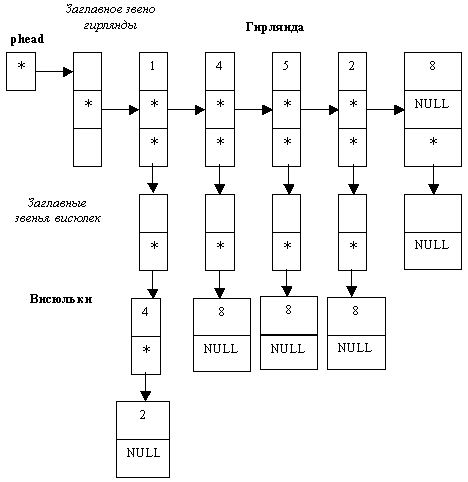 Заглавное звено
гирлянды
Гирлянда
phead
* 1 4 5 2 8
* * * * * NULL
* * * * *
Заглавные
звенья висюлек
* * * * NULL
Висюльки
4 8 8 8
* NULL NULL NULL
2
NULL